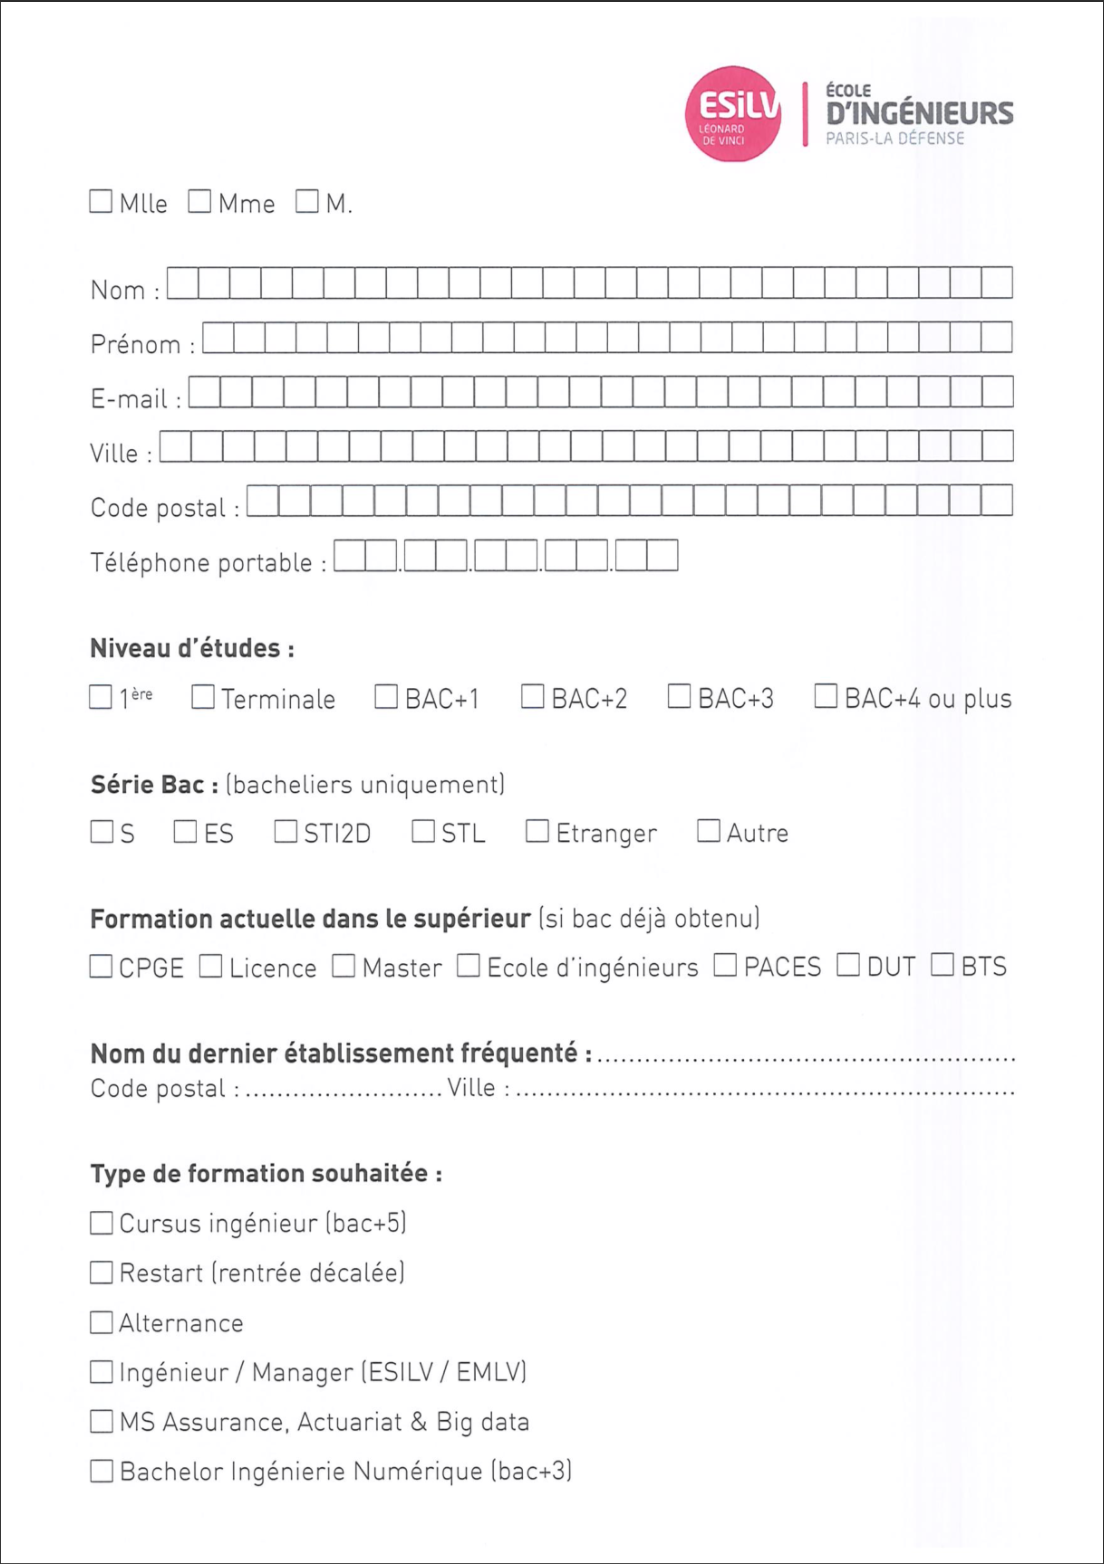 ESiLV
LÉONARD
DE VINCI
ÉCOLE
D'INGÉNIEURS
PARIS-LA DÉFENSE
Mlle Mme M.
Nom :
Prénom :
E-mail :
Ville :
Code postal :
Téléphone portable : . . . .
Niveau d'études :
1ère Terminale BAC+1 BAC+2 BAC+3 BAC+4 ou plus
Série Bac : (bacheliers uniquement)
S ES STI2D STL Etranger Autre
Formation actuelle dans le supérieur (si bac déjà obtenu)
CPGE Licence Master Ecole d'ingénieurs PACES DUT BTS
Nom du dernier établissement fréquenté :
Code postal : Ville :
Type de formation souhaitée :
Cursus ingénieur (bac+5)
Restart (rentrée décalée)
Alternance
Ingénieur / Manager (ESILV / EMLV)
MS Assurance, Actuariat & Big data
Bachelor Ingénierie Numérique (bac+3)